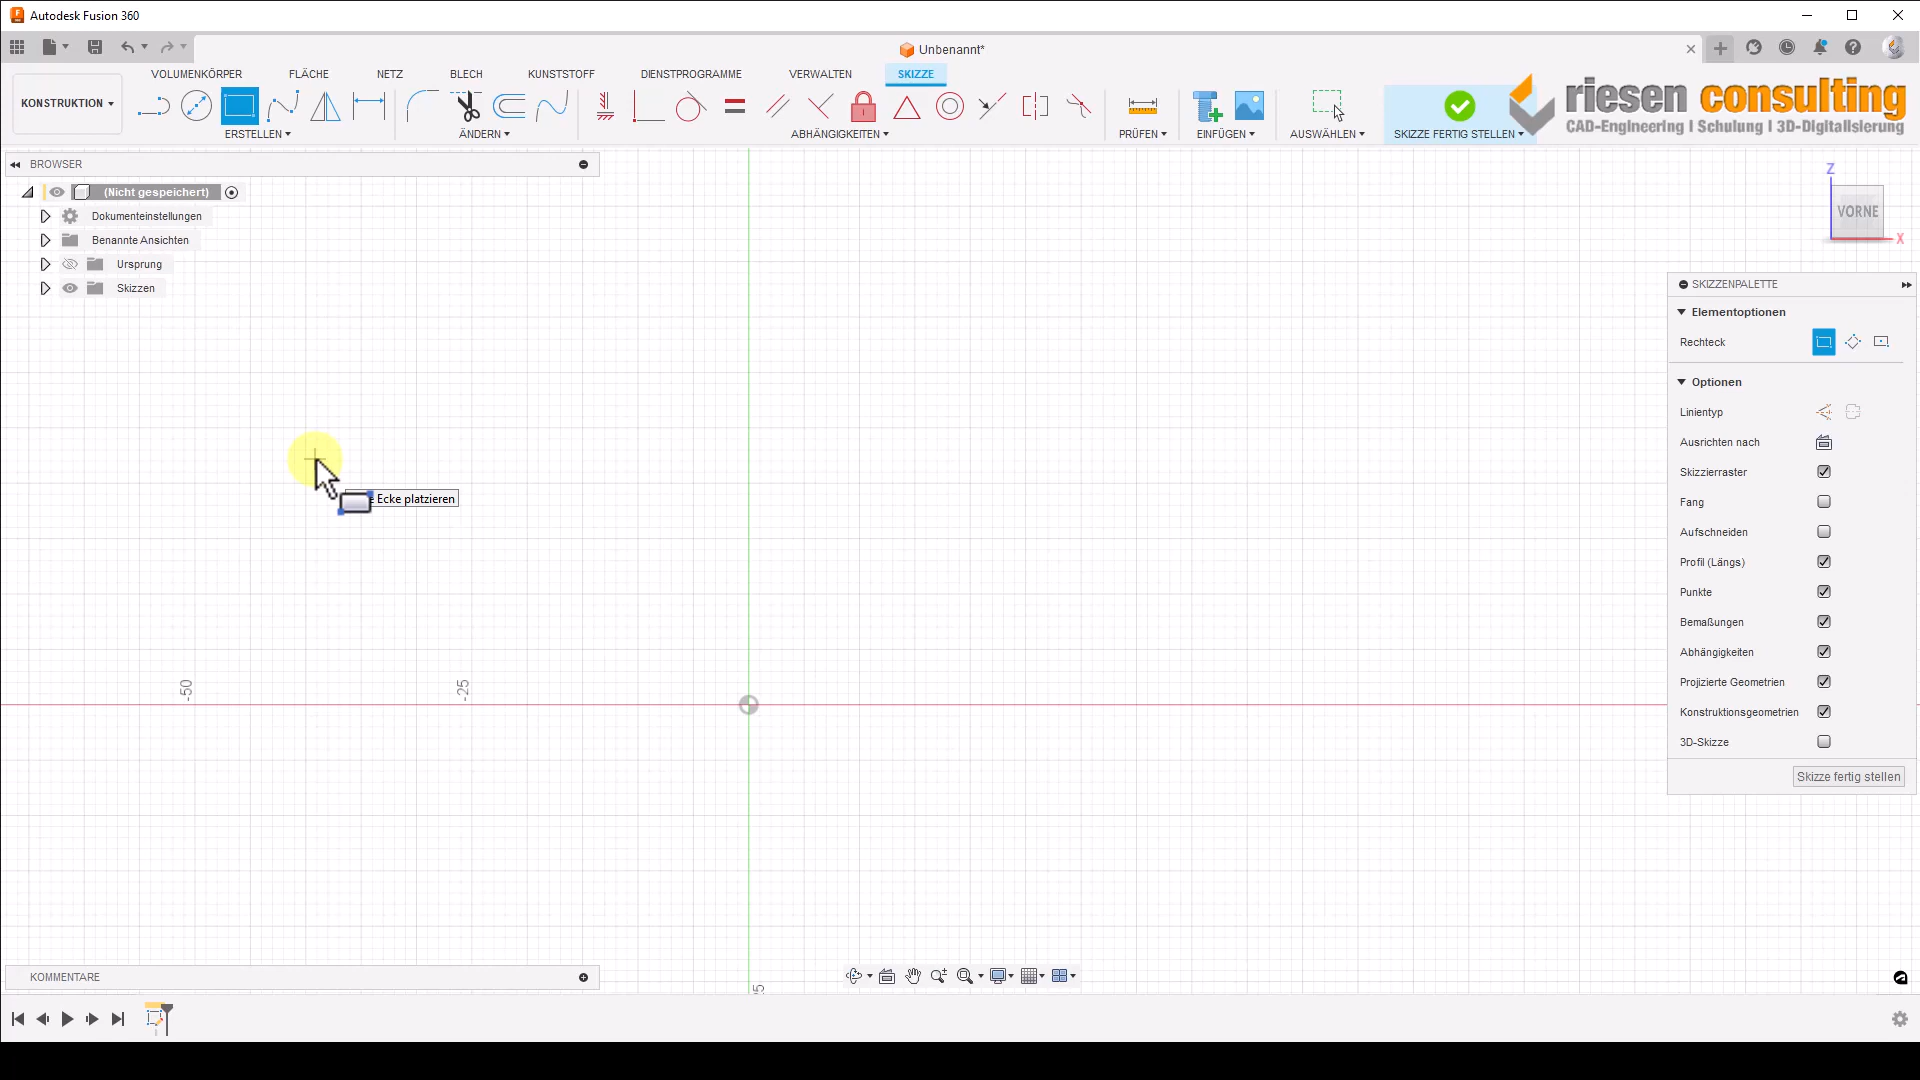 Autodesk Fusion 360
Unbenannt*
VOLUMENKÖRPER FLÄCHE NETZ BLECH KUNSTSTOFF DIENSTPROGRAMME VERWALTEN SKIZZE
KONSTRUKTION
ERSTELLEN ÄNDERN ABHÄNGIGKEITEN PRÜFEN EINFÜGEN AUSWÄHLEN SKIZZE FERTIG STELLEN
riesen consulting
CAD-Engineering | Schulung | 3D-Digitalisierung
BROWSER
(Nicht gespeichert)
Dokumenteinstellungen
Benannte Ansichten
Ursprung
Skizzen
Z
VORNE
X
Ecke platzieren
-50
-25
SKIZZENPALETTE
Elementoptionen
Rechteck
Optionen
Linientyp
Ausrichten nach
Skizzierraster
Fang
Aufschneiden
Profil (Längs)
Punkte
Bemaßungen
Abhängigkeiten
Projizierte Geometrien
Konstruktionsgeometrien
3D-Skizze
Skizze fertig stellen
KOMMENTARE